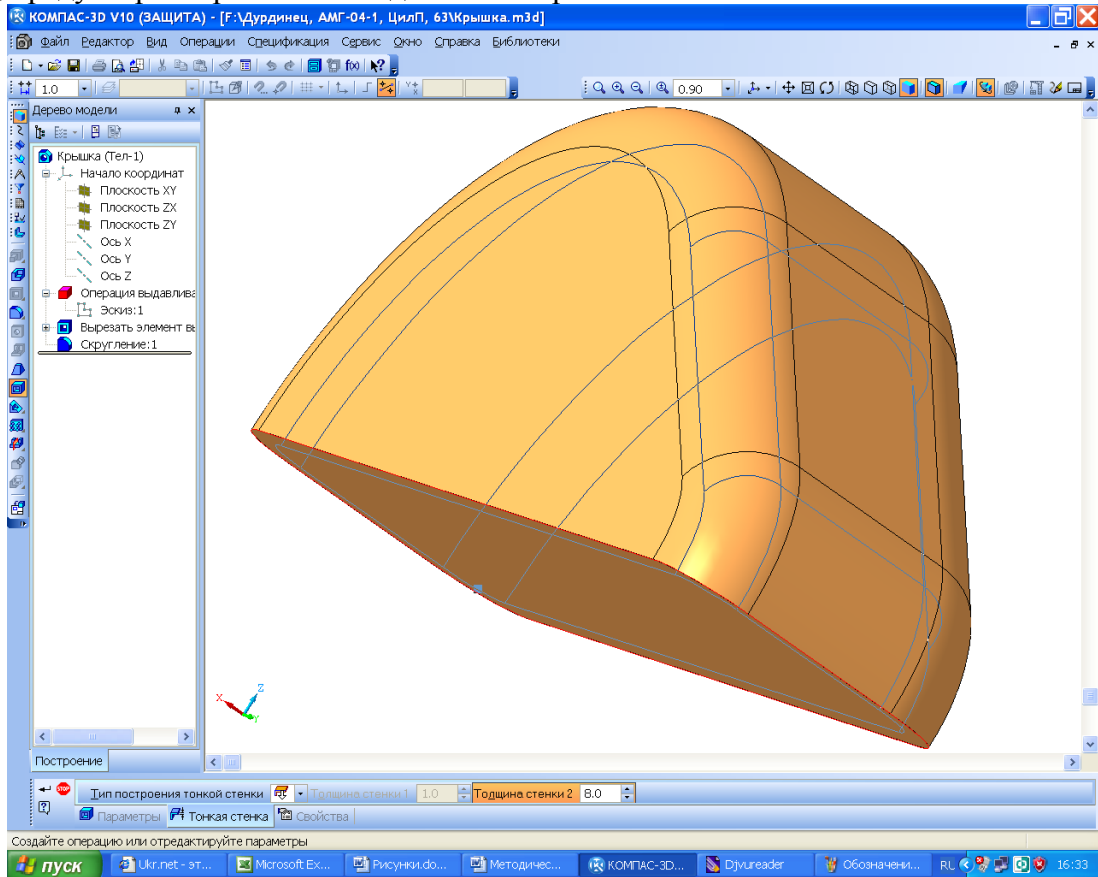 КОМПАС-3D V10 (ЗАЩИТА) - [F:\Дурдинец, АМГ-04-1, ЦилП, 63\Крышка.m3d]
Файл Редактор Вид Операции Спецификация Сервис Окно Справка Библиотеки
1.0 0.90
Дерево модели
Крышка (Тел-1)
Начало координат
Плоскость XY
Плоскость ZX
Плоскость ZY
Ось X
Ось Y
Ось Z
Операция выдавлива
Эскиз:1
Вырезать элемент вы
Скругление:1
X Z Y
Построение
Тип построения тонкой стенки Толщина стенки 1 1.0 Толщина стенки 2 8.0
Параметры Тонкая стенка Свойства
Создайте операцию или отредактируйте параметры
пуск Ukr.net - эт... Microsoft Ex... Рисунки.do... Методичес... КОМПАС-3D... Djvureader Обозначени... RU 16:33